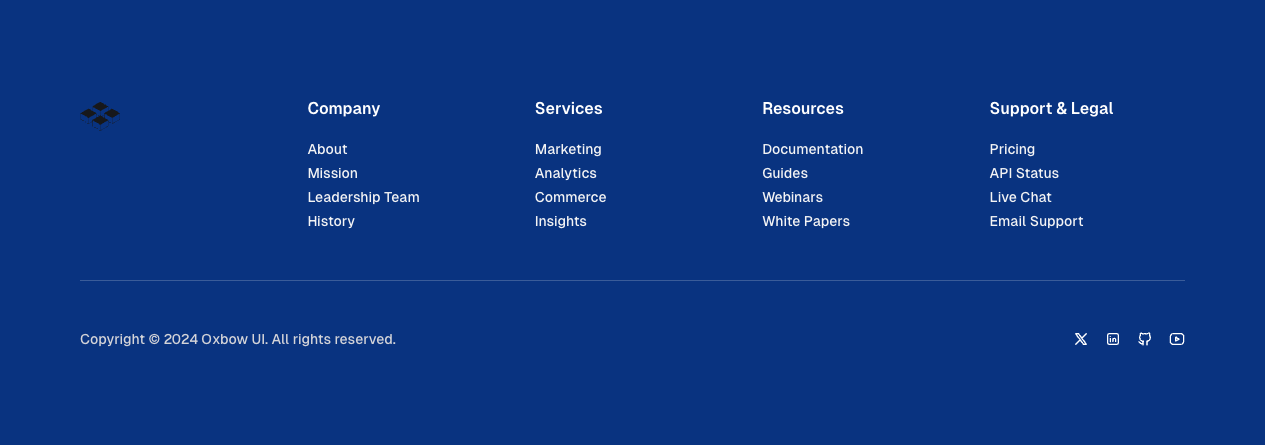 Company
About
Mission
Leadership Team
History
Services
Marketing
Analytics
Commerce
Insights
Resources
Documentation
Guides
Webinars
White Papers
Support & Legal
Pricing
API Status
Live Chat
Email Support
Copyright © 2024 Oxbow UI. All rights reserved.